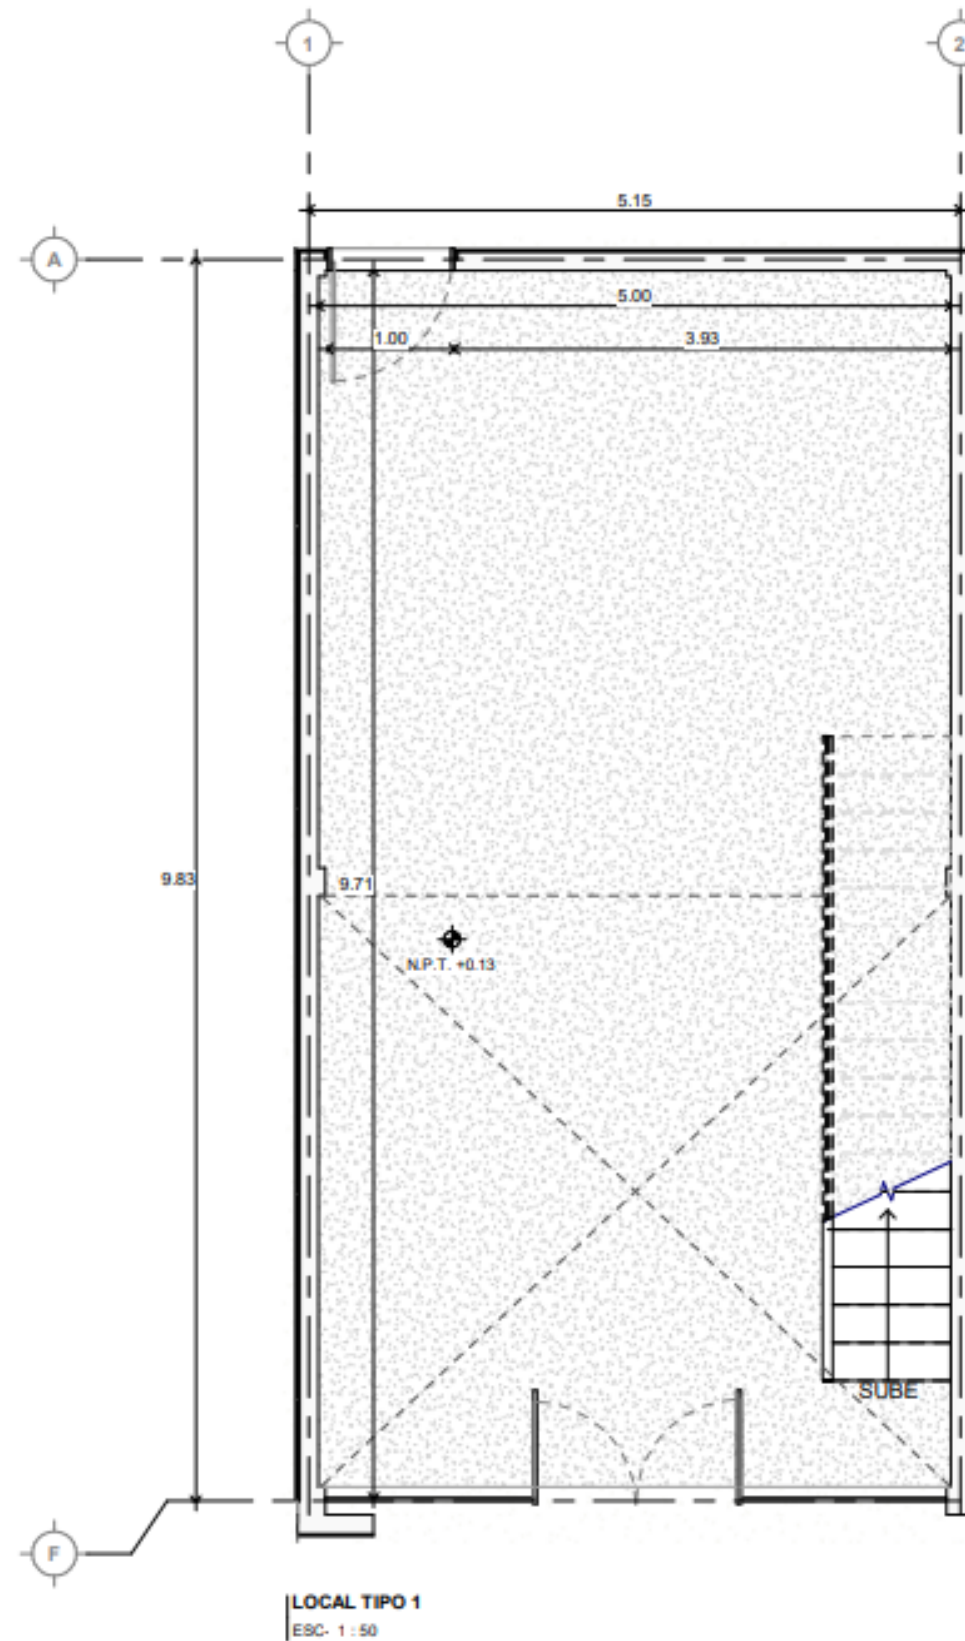 1
2
5.15
A
5.00
1.00
3.93
9.83
9.71
N.P.T. +0.13
SUBE
F
LOCAL TIPO 1
ESC- 1 : 50